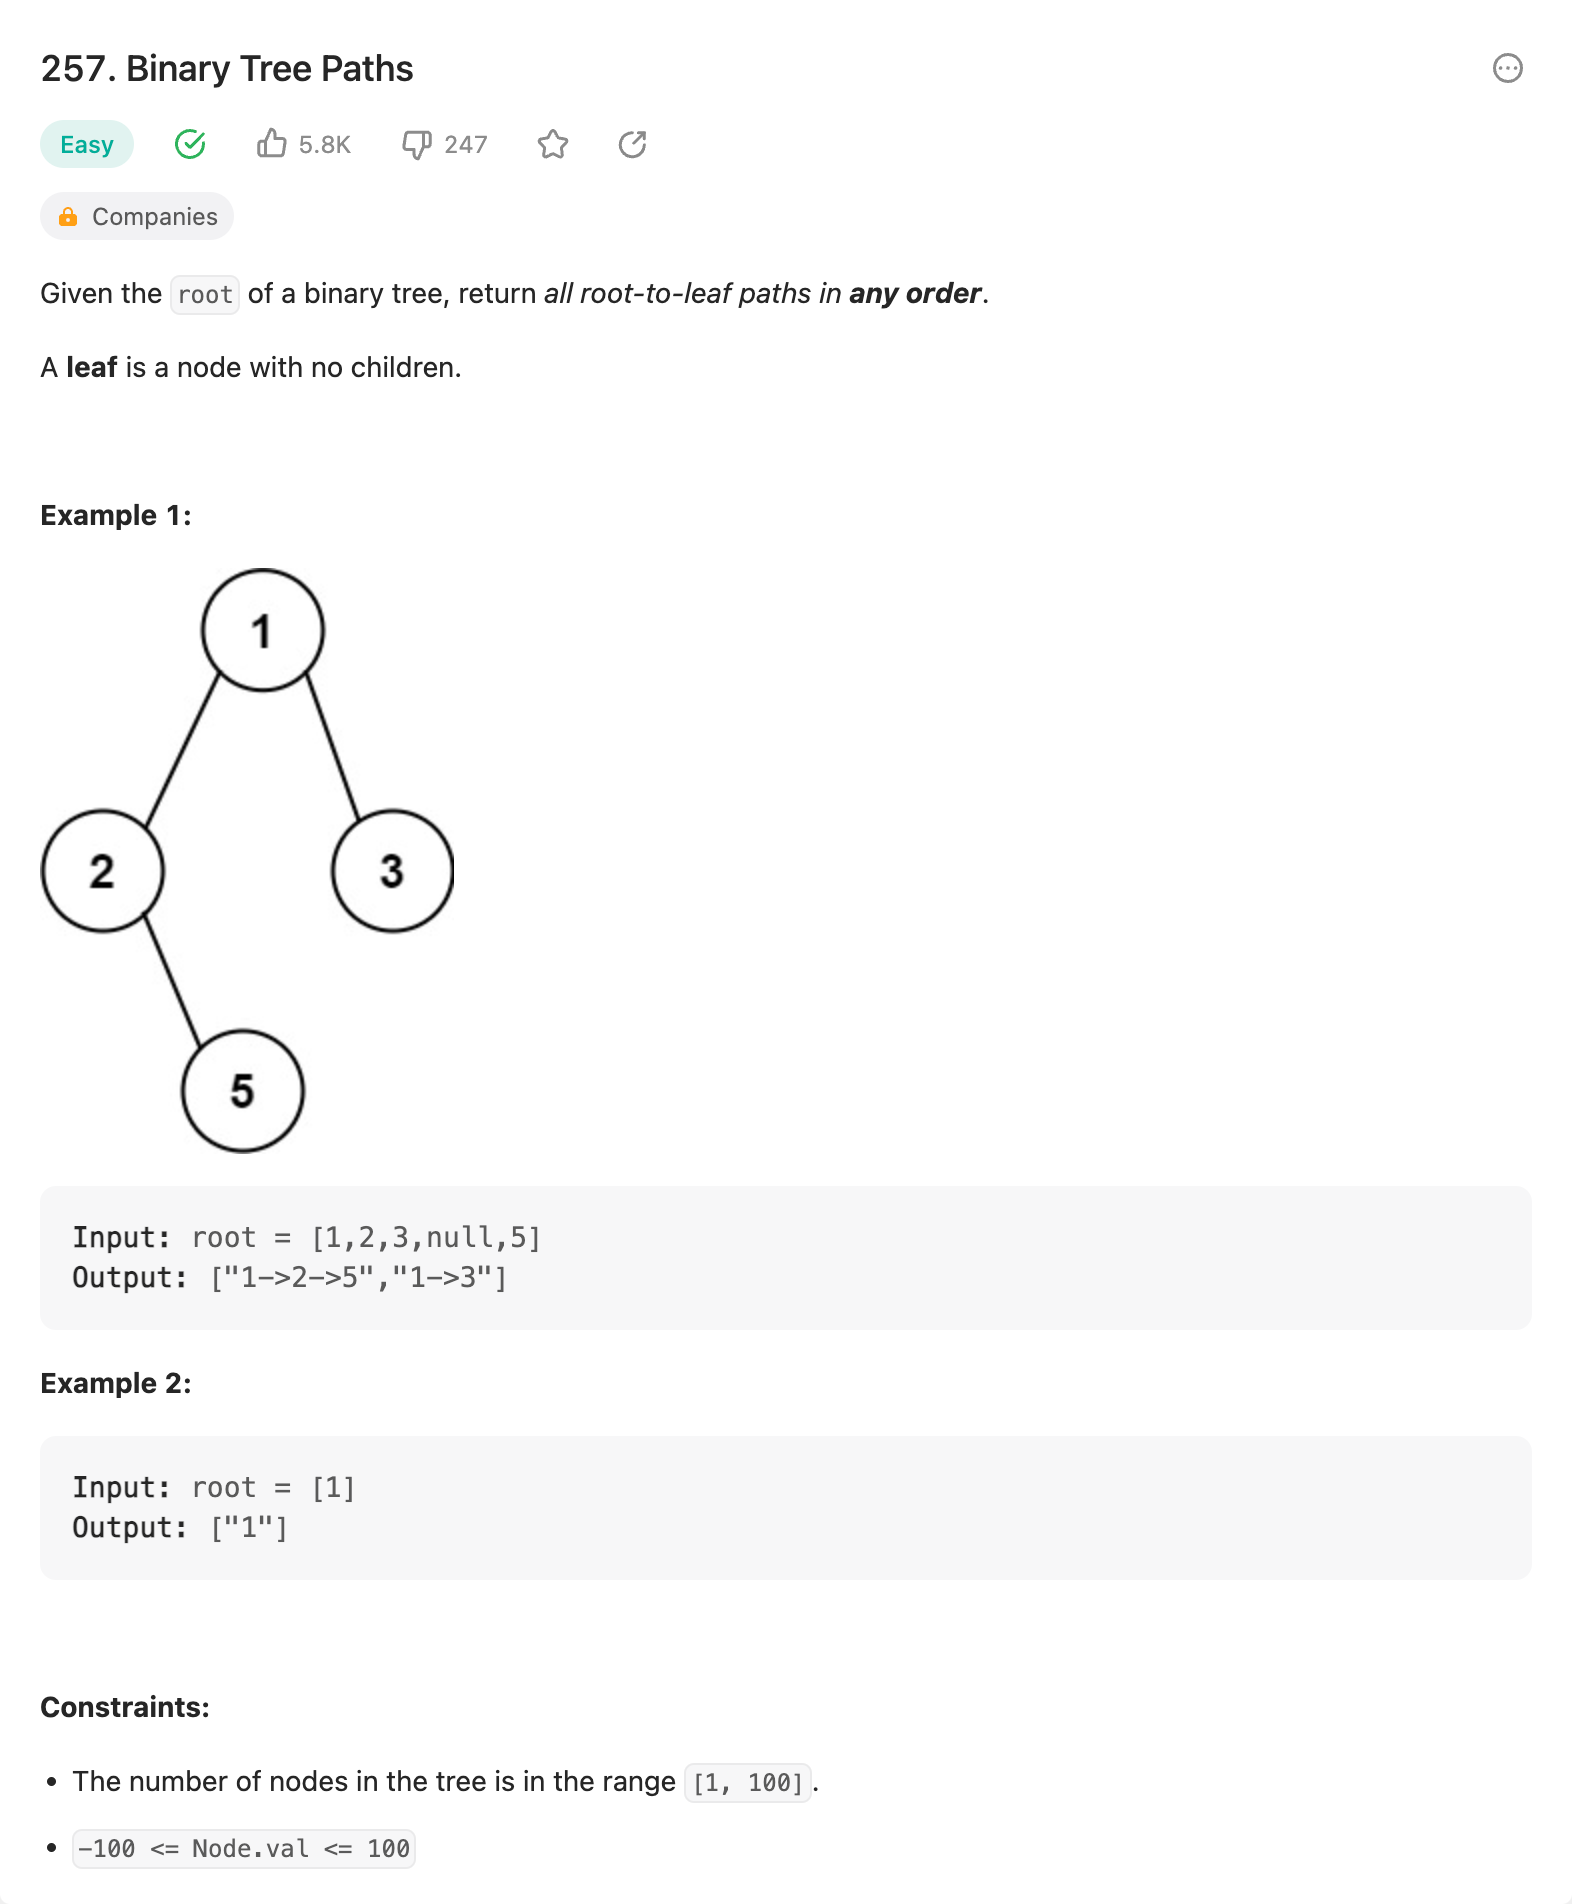 257. Binary Tree Paths
Easy 5.8K 247
Companies
Given the root of a binary tree, return all root-to-leaf paths in any order.
A leaf is a node with no children.
Example 1:
1
2 3
5
Input: root = [1,2,3,null,5]
Output: ["1->2->5","1->3"]
Example 2:
Input: root = [1]
Output: ["1"]
Constraints:
• The number of nodes in the tree is in the range [1, 100].
• -100 <= Node.val <= 100